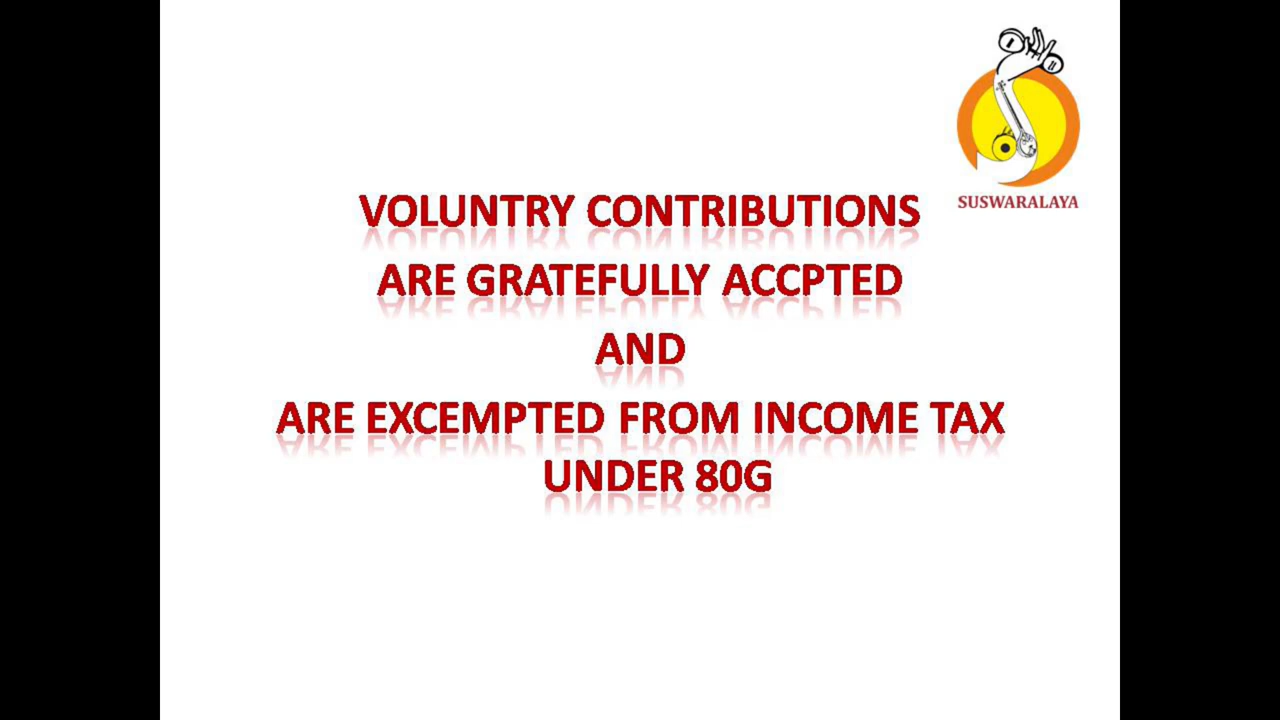 SUSWARALAYA
VOLUNTRY CONTRIBUTIONS
ARE GRATEFULLY ACCPTED
AND
ARE EXCEMPTED FROM INCOME TAX
UNDER 80G